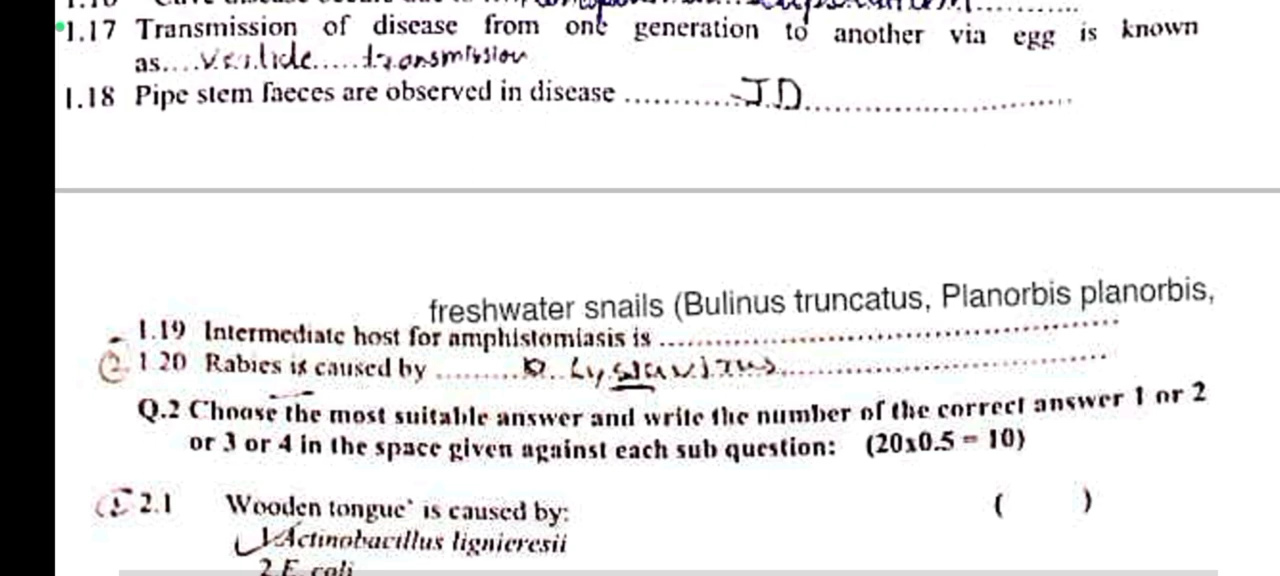 1.17 Transmission of disease from one generation to another via egg is known
as.... .....transmission
1.18 Pipe stem faeces are observed in disease ............J.D...........................
freshwater snails (Bulinus truncatus, Planorbis planorbis,
1.19 Intermediate host for amphistomiasis is ..........................................
1.20 Rabies is caused by .............................................
Q.2 Choose the most suitable answer and write the number of the correct answer 1 or 2
or 3 or 4 in the space given against each sub question: (20x0.5 = 10)
2.1 Wooden tongue' is caused by: ( )
1.Actinobacillus lignieresii
2.E. coli